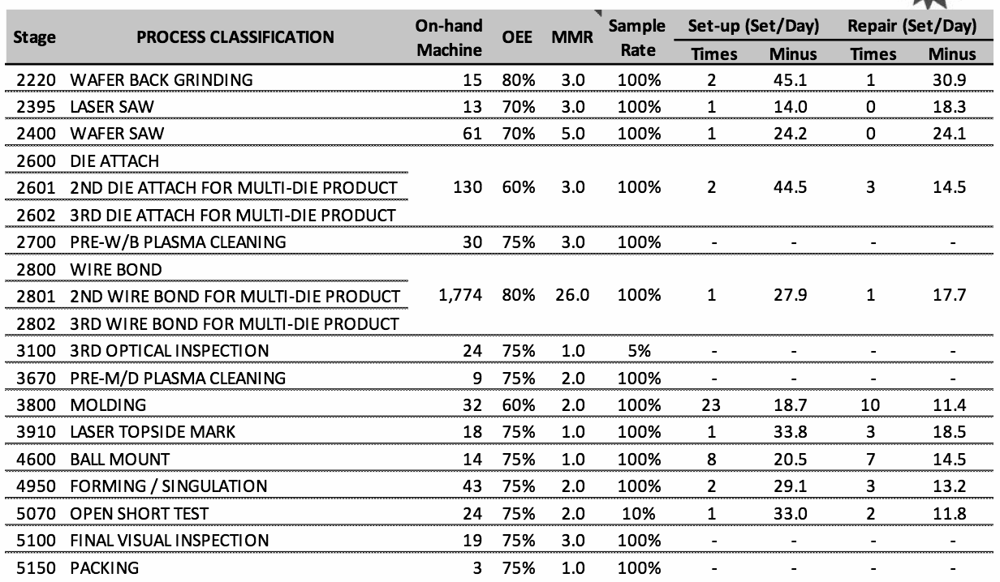 Stage PROCESS CLASSIFICATION On-hand Machine OEE MMR Sample Rate Set-up (Set/Day) Repair (Set/Day)
Times Minus Times Minus
2220 WAFER BACK GRINDING 15 80% 3.0 100% 2 45.1 1 30.9
2395 LASER SAW 13 70% 3.0 100% 1 14.0 0 18.3
2400 WAFER SAW 61 70% 5.0 100% 1 24.2 0 24.1
2600 DIE ATTACH
2601 2ND DIE ATTACH FOR MULTI-DIE PRODUCT 130 60% 3.0 100% 2 44.5 3 14.5
2602 3RD DIE ATTACH FOR MULTI-DIE PRODUCT
2700 PRE-W/B PLASMA CLEANING 30 75% 3.0 100% - - - -
2800 WIRE BOND
2801 2ND WIRE BOND FOR MULTI-DIE PRODUCT 1,774 80% 26.0 100% 1 27.9 1 17.7
2802 3RD WIRE BOND FOR MULTI-DIE PRODUCT
3100 3RD OPTICAL INSPECTION 24 75% 1.0 5% - - - -
3670 PRE-M/D PLASMA CLEANING 9 75% 2.0 100% - - - -
3800 MOLDING 32 60% 2.0 100% 23 18.7 10 11.4
3910 LASER TOPSIDE MARK 18 75% 1.0 100% 1 33.8 3 18.5
4600 BALL MOUNT 14 75% 1.0 100% 8 20.5 7 14.5
4950 FORMING / SINGULATION 43 75% 2.0 100% 2 29.1 3 13.2
5070 OPEN SHORT TEST 24 75% 2.0 10% 1 33.0 2 11.8
5100 FINAL VISUAL INSPECTION 19 75% 3.0 100% - - - -
5150 PACKING 3 75% 1.0 100% - - - -